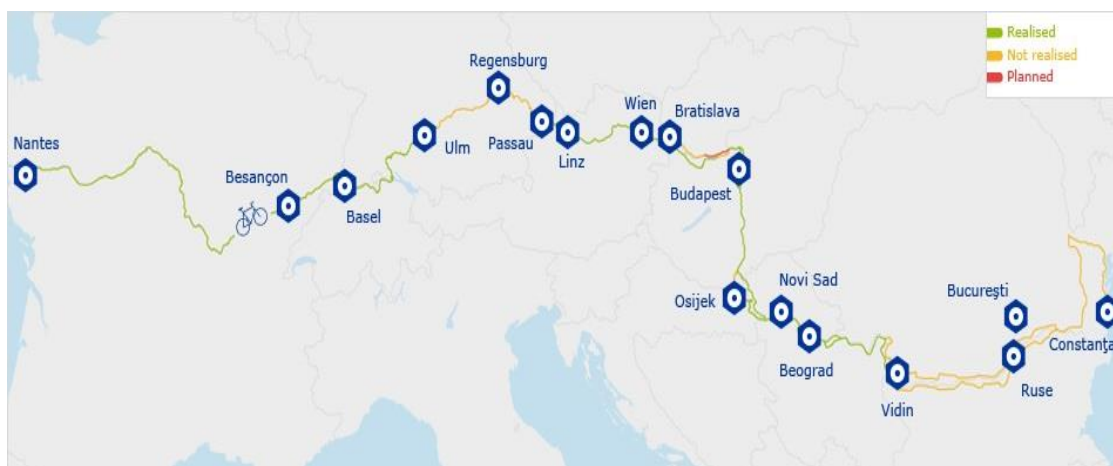 Realised
Not realised
Planned
Regensburg
Wien
Bratislava
Nantes
Ulm
Passau
Linz
Besançon
Budapest
Basel
Novi Sad
Osijek
Bucureşti
Beograd
Constanţa
Vidin
Ruse